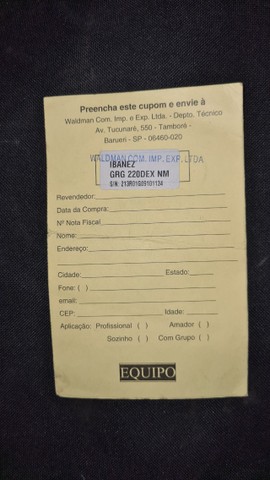 Preencha este cupom e envie à
Waldman Com. Imp. e Exp. Ltda. - Depto. Técnico
Av. Tucunaré, 550 - Tamboré -
Barueri - SP - 06460-020
WALDMAN COM. IMP. EXP. LTDA
IBANEZ
GRG 220DEX NM
S/N: 213R01G09101134
Revendedor:
Data da Compra:
Nº Nota Fiscal
Nome:
Endereço:
Cidade: Estado:
Fone: ( )
email:
CEP: Idade:
Aplicação: Profissional ( ) Amador ( )
Sozinho ( ) Com Grupo ( )
EQUIPO